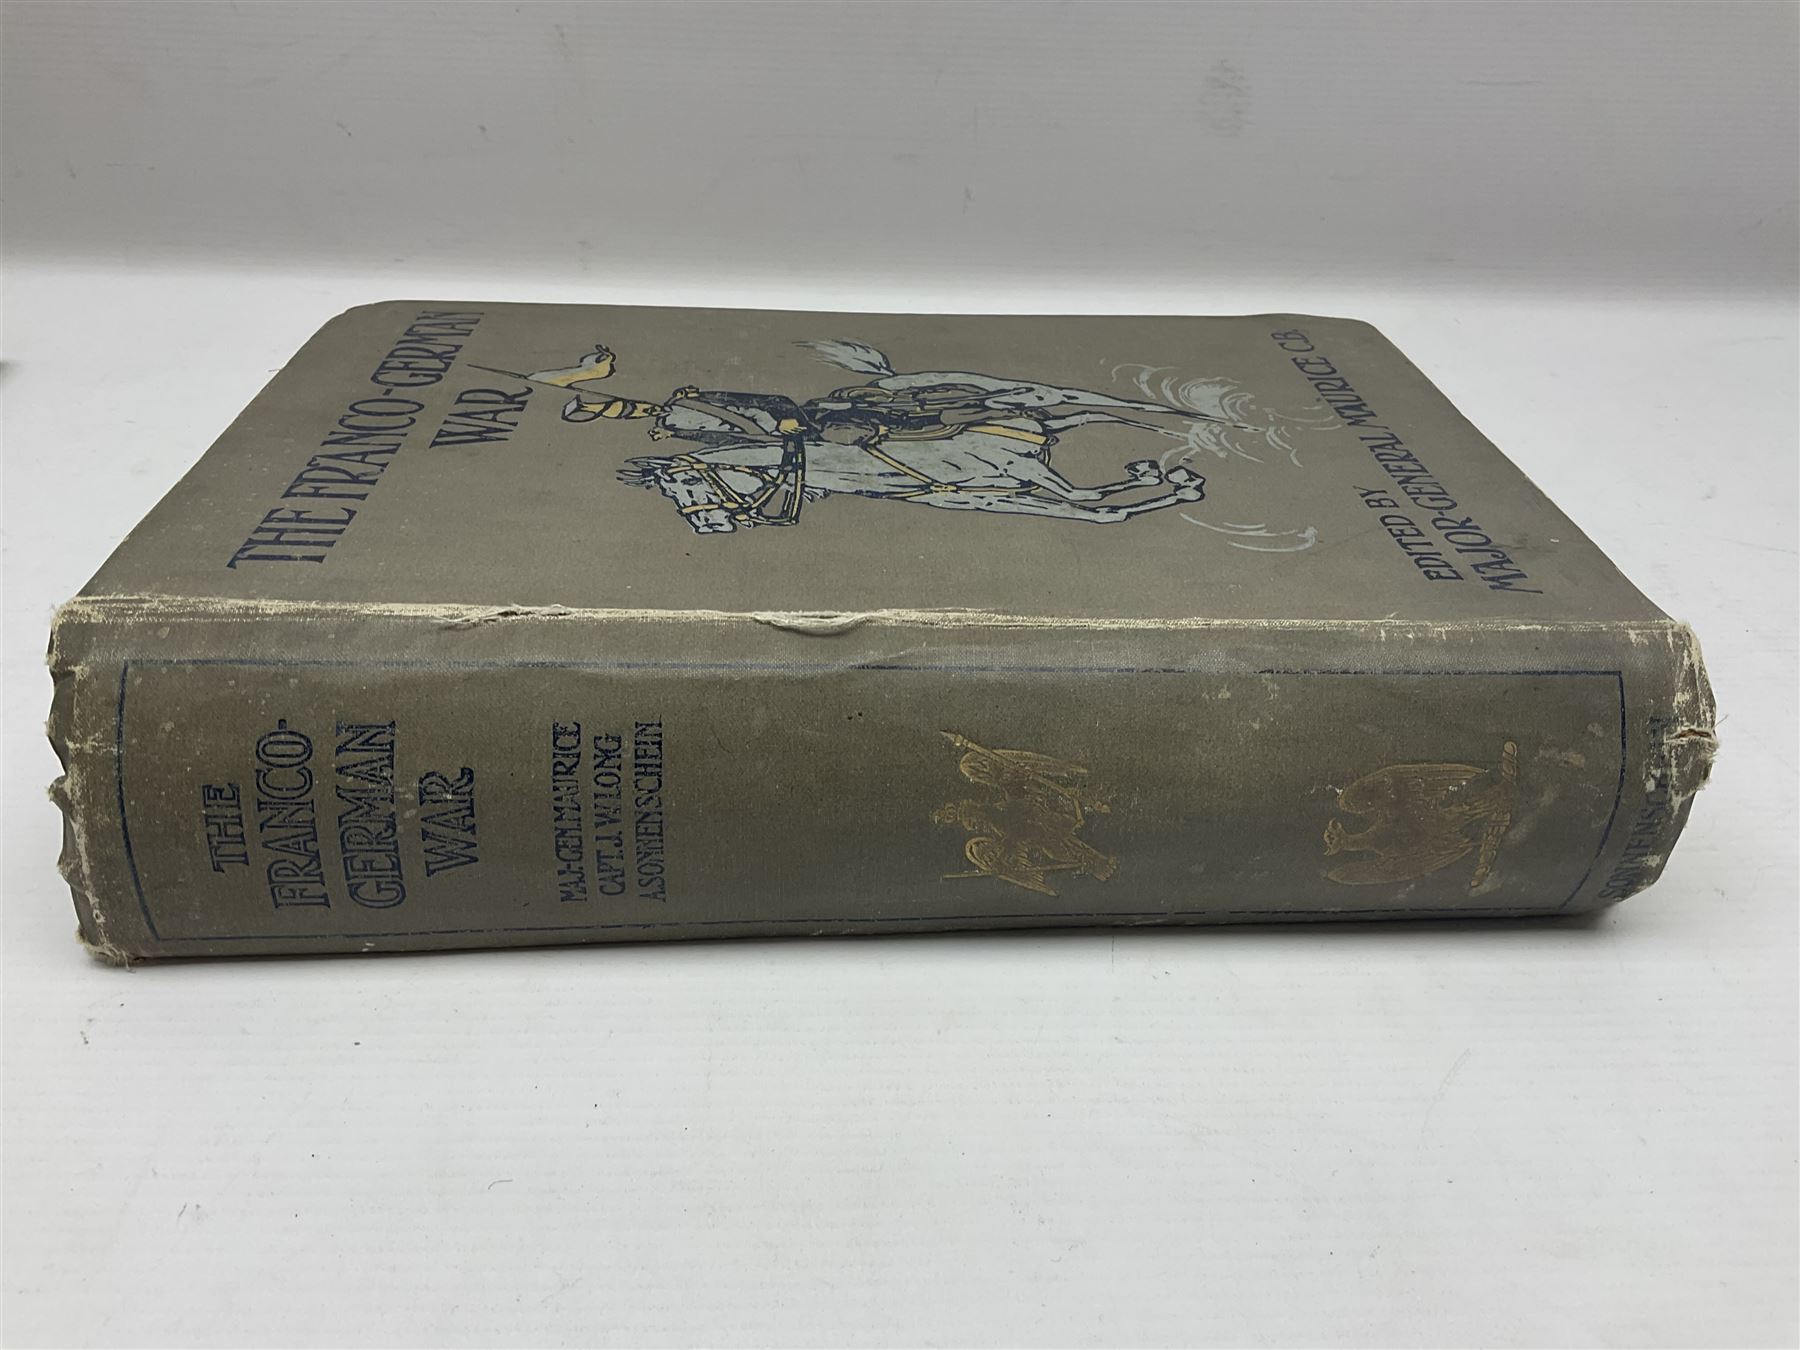 THE FRANCO-GERMAN
WAR
EDITED BY
MAJOR-GENERAL MAURICE C.B.
THE
FRANCO-
GERMAN
WAR
MAJ-GEN. MAURICE
CAPT. J. W. LONG
A. SONNENSCHEIN
SONNENSCHEIN